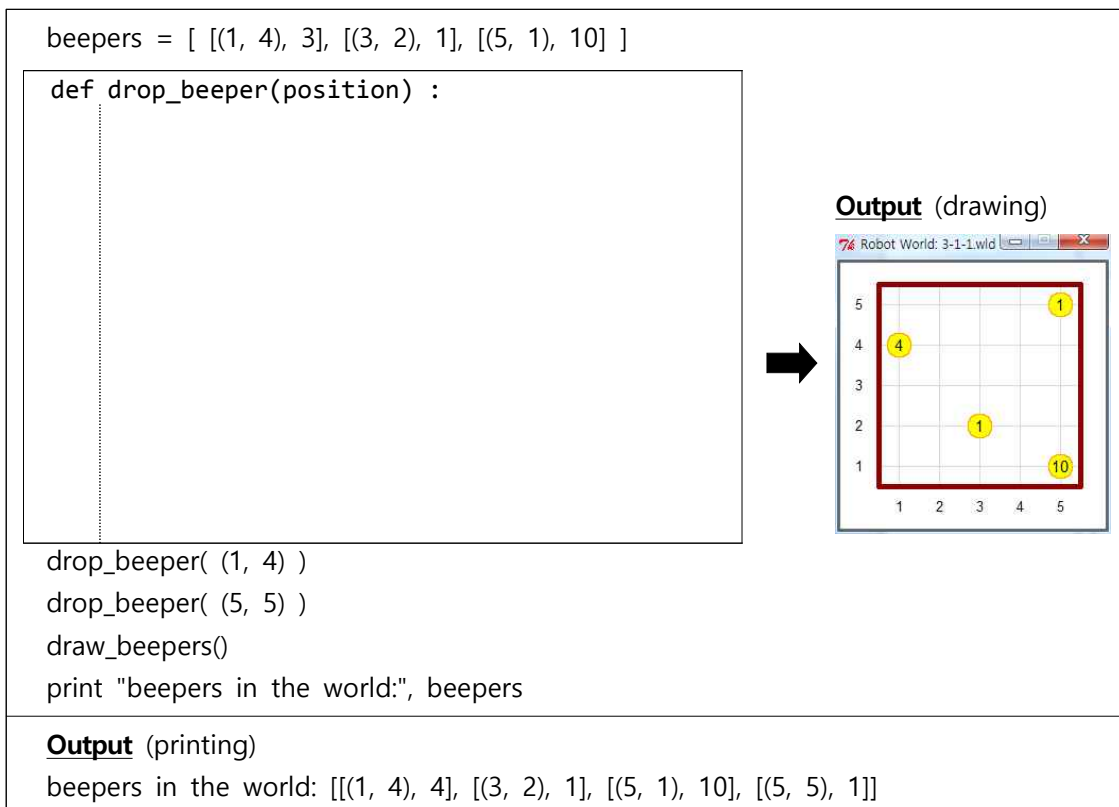 beepers = [ [(1, 4), 3], [(3, 2), 1], [(5, 1), 10] ]
def drop_beeper(position) :
Output (drawing)
Robot World: 3-1-1.wld
5 1
4 4
3
2 1
1 10
1 2 3 4 5
drop_beeper( (1, 4) )
drop_beeper( (5, 5) )
draw_beepers()
print "beepers in the world:", beepers
Output (printing)
beepers in the world: [[(1, 4), 4], [(3, 2), 1], [(5, 1), 10], [(5, 5), 1]]